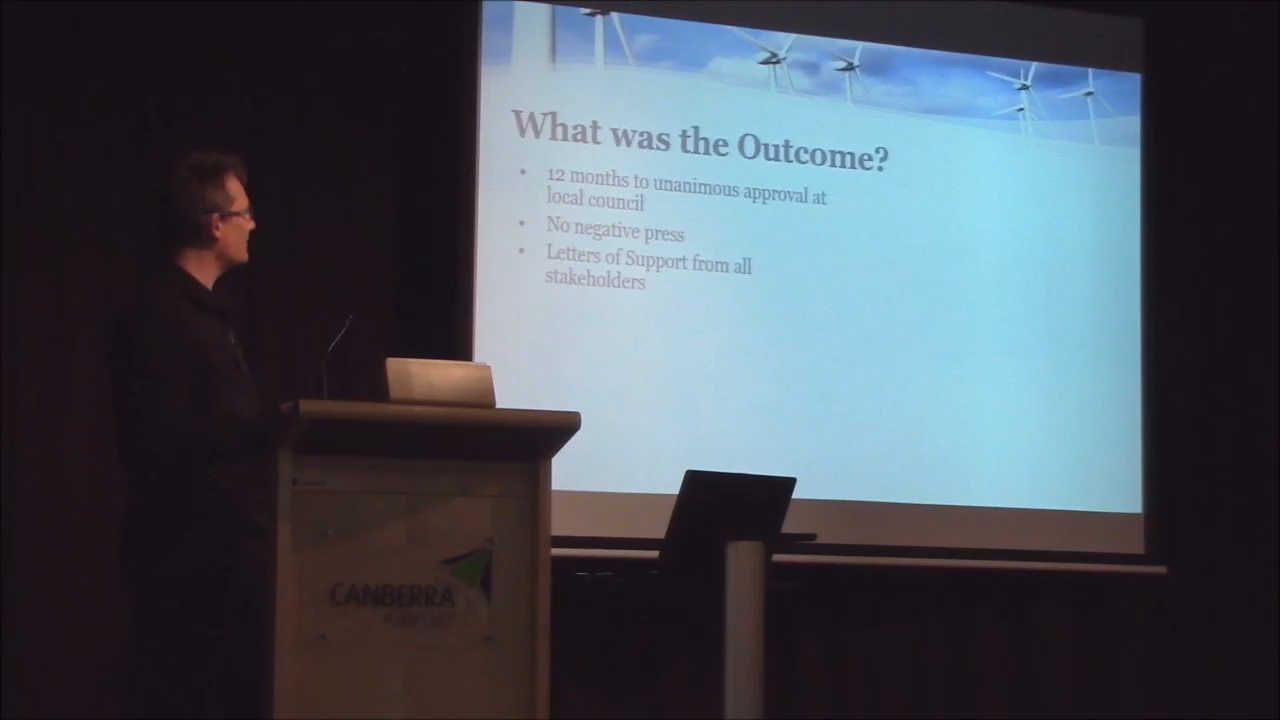 What was the Outcome?
• 12 months to unanimous approval at
local council
• No negative press
• Letters of Support from all
stakeholders
CANBERRA
AIRPORT